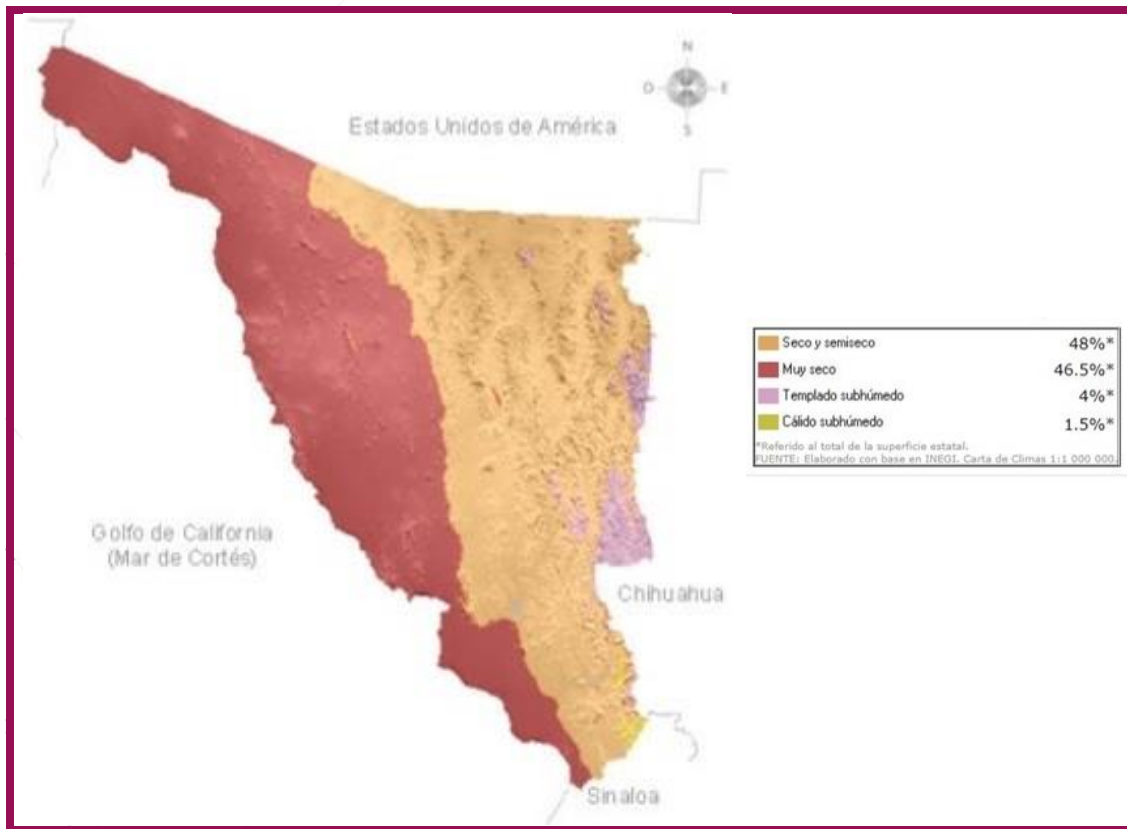 N
O E
S
Estados Unidos de América
Seco y semiseco 48%*
Muy seco 46.5%*
Templado subhúmedo 4%*
Cálido subhúmedo 1.5%*
*Referido al total de la superficie estatal.
FUENTE: Elaborado con base en INEGI. Carta de Climas 1:1 000 000.
Golfo de California
(Mar de Cortés)
Chihuahua
Sinaloa